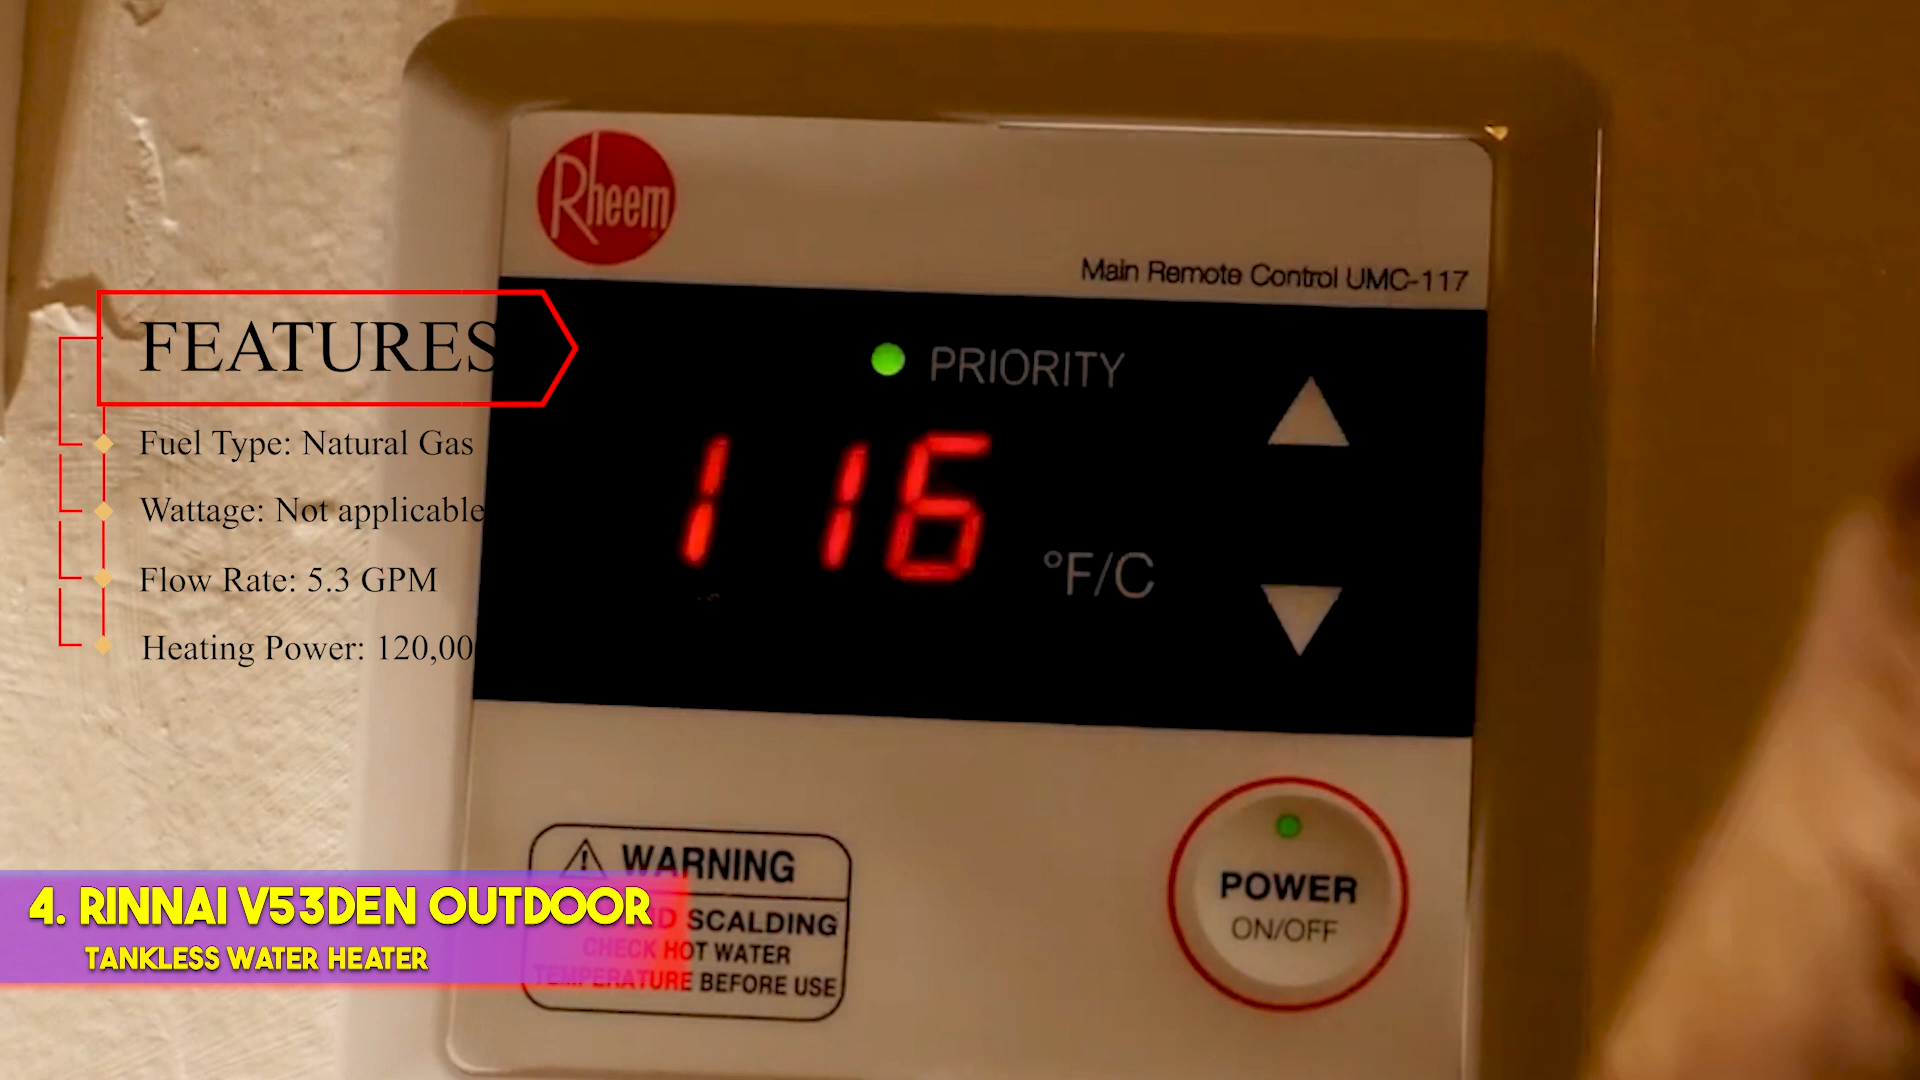 Rheem
Main Remote Control UMC-117
FEATURES
PRIORITY
Fuel Type: Natural Gas
Wattage: Not applicable
Flow Rate: 5.3 GPM
Heating Power: 120,00
116
°F/C
WARNING
SCALDING
CHECK HOT WATER
TEMPERATURE BEFORE USE
POWER
ON/OFF
4. RINNAI V53DEN OUTDOOR
TANKLESS WATER HEATER